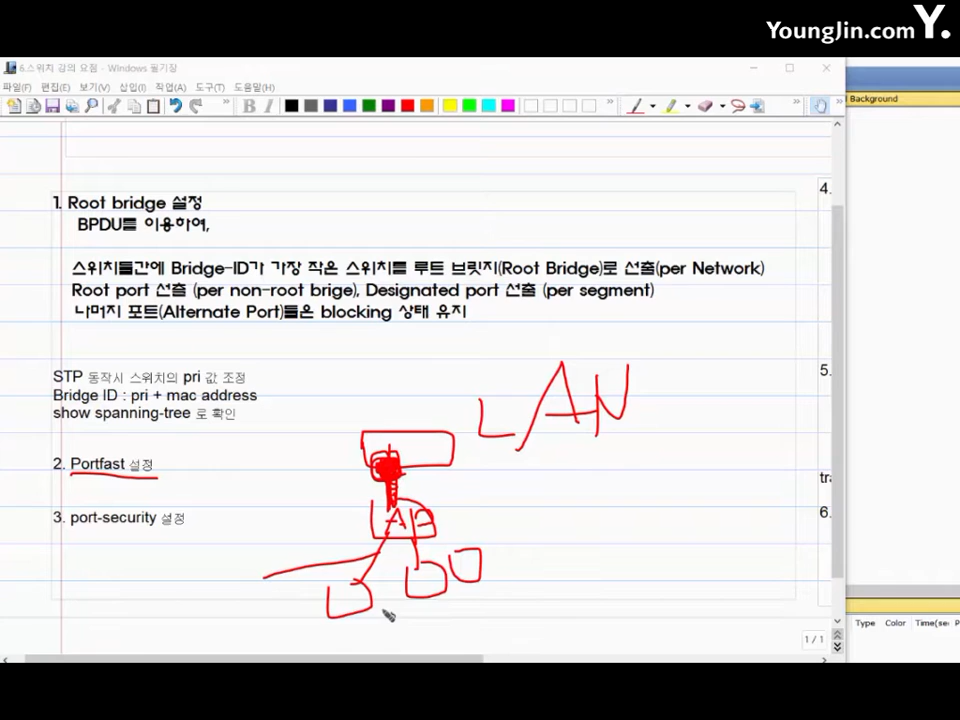 YoungJin.com Y.
6.스위치 강의 요점 - Windows 필기장
파일(F) 편집(E) 보기(V) 삽입(I) 작업(A) 도구(T) 도움말(H)
Background
1. Root bridge 설정
BPDU를 이용하여,
스위치들간에 Bridge-ID가 가장 작은 스위치를 루트 브릿지(Root Bridge)로 선출(per Network)
Root port 선출 (per non-root brige), Designated port 선출 (per segment)
나머지 포트(Alternate Port)들은 blocking 상태 유지
STP 동작시 스위치의 pri 값 조정
Bridge ID : pri + mac address
show spanning-tree 로 확인
2. Portfast 설정
3. port-security 설정
LAN
A B
4.
5.
tra
6.
Type Color Time(se
P
1 / 1